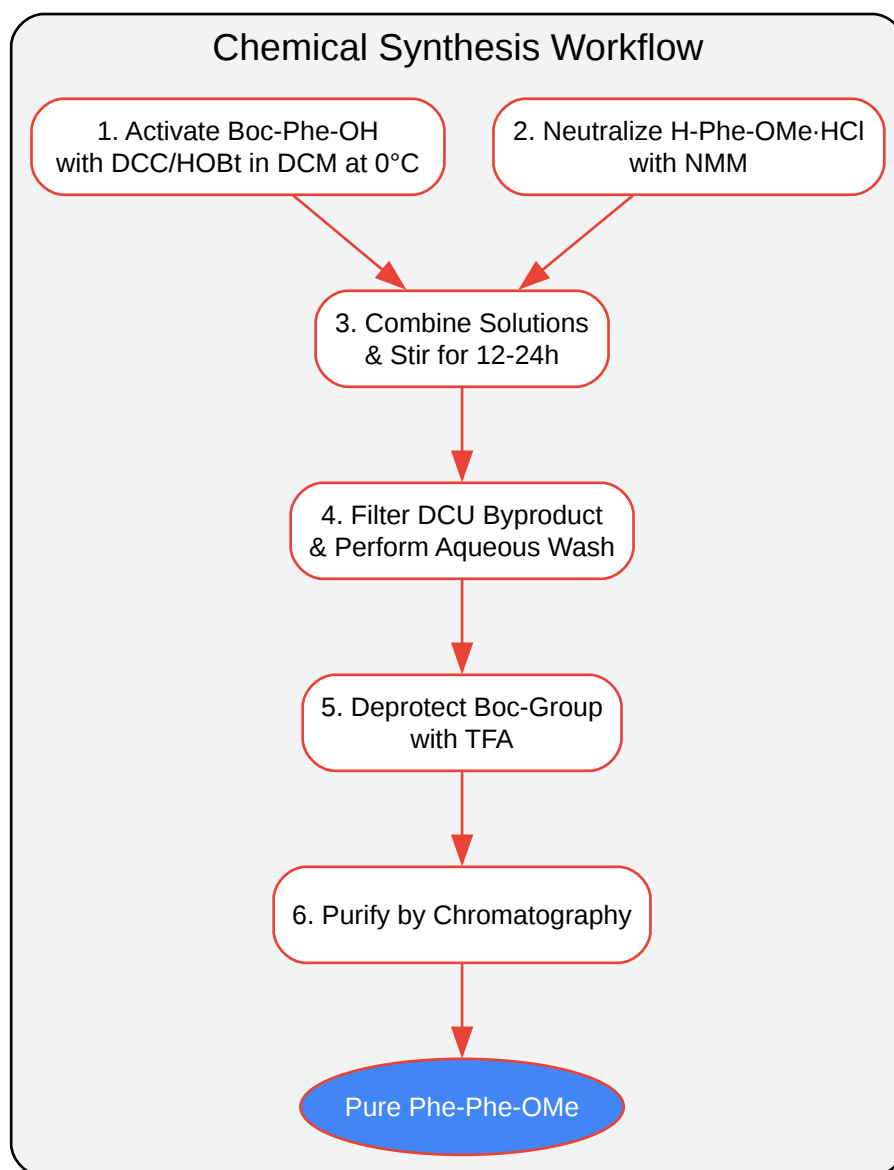 Chemical Synthesis Workflow
1. Activate Boc-Phe-OH
with DCC/HOBt in DCM at 0°C
2. Neutralize H-Phe-OMe·HCl
with NMM
3. Combine Solutions
& Stir for 12-24h
4. Filter DCU Byproduct
& Perform Aqueous Wash
5. Deprotect Boc-Group
with TFA
6. Purify by Chromatography
Pure Phe-Phe-OMe